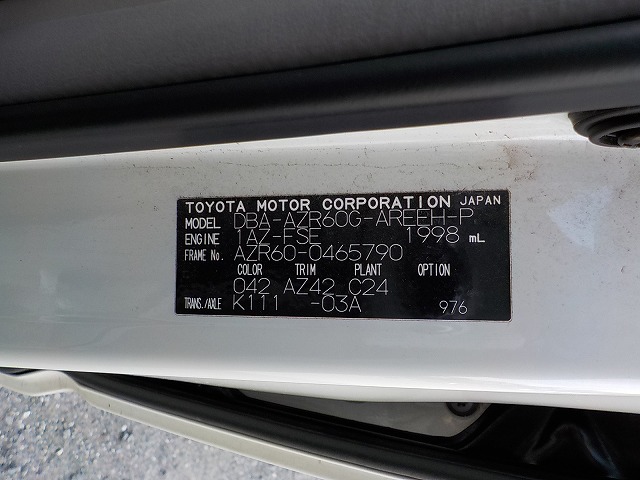 TOYOTA MOTOR CORPORATION JAPAN
MODEL DBA-AZR60G-AREEH-P
ENGINE 1AZ-FSE 1998 mL
FRAME No. AZR60-0465790
COLOR TRIM PLANT OPTION
042 AZ42 C24
TRANS./AXLE K111 -03A 976